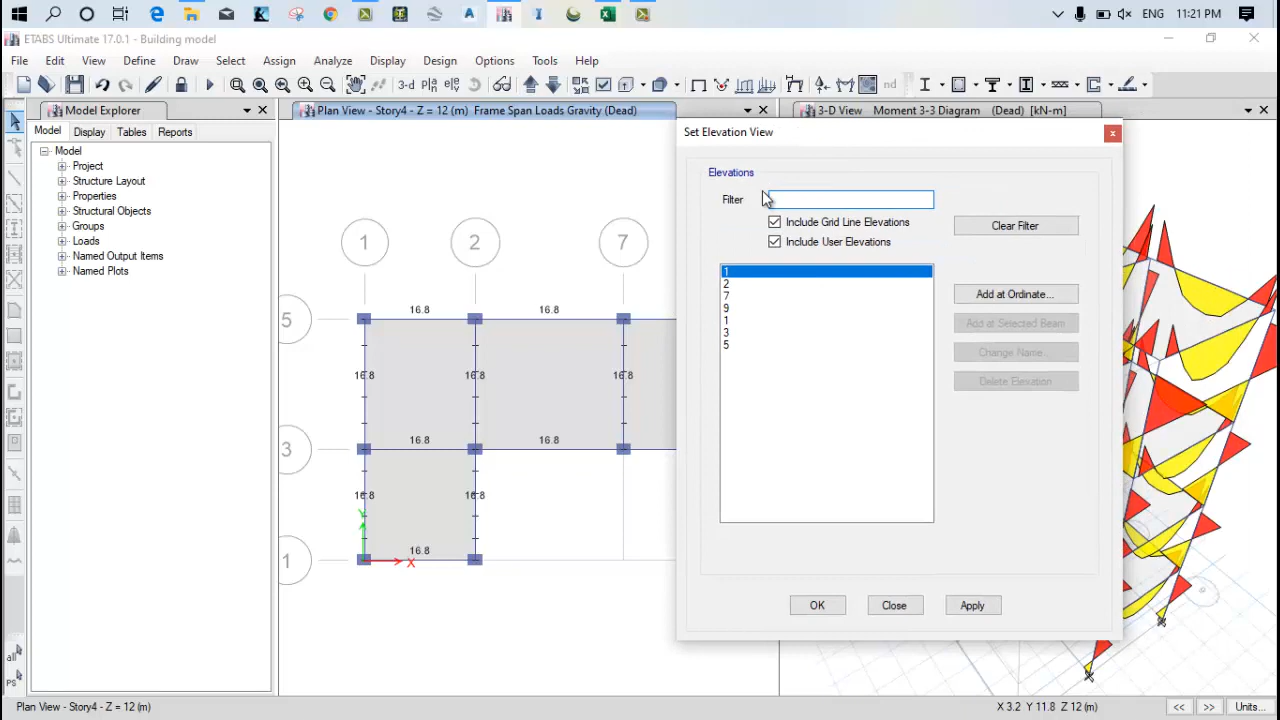 ENG 11:21 PM
ETABS Ultimate 17.0.1 - Building model
File Edit View Define Draw Select Assign Analyze Display Design Options Tools Help
3-d plä elë nd
Model Explorer
Plan View - Story4 - Z = 12 (m) Frame Span Loads Gravity (Dead)
3-D View Moment 3-3 Diagram (Dead) [kN-m]
Model Display Tables Reports
Model
Project
Structure Layout
Properties
Structural Objects
Groups
Loads
Named Output Items
Named Plots
1 2 7
5 16.8 16.8
16.8 16.8 16.8
3 16.8 16.8
16.8 16.8
Y
1 16.8
X
Set Elevation View
Elevations
Filter
Include Grid Line Elevations
Clear Filter
Include User Elevations
1
2
7
9
1
3
5
Add at Ordinate...
Add at Selected Beam
Change Name...
Delete Elevation
OK Close Apply
all
ps
Plan View - Story4 - Z = 12 (m)
X 3.2 Y 11.8 Z 12 (m)
<< >> Units...